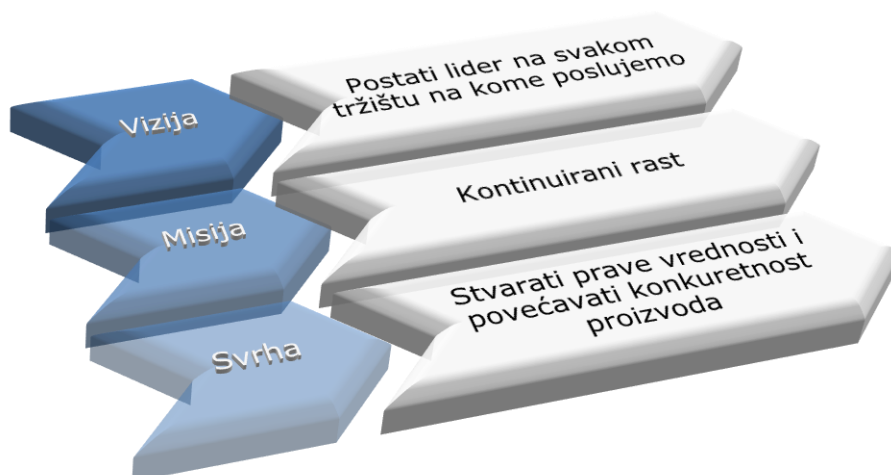 Vizija
Postati lider na svakom
tržištu na kome poslujemo
Misija
Kontinuirani rast
Svrha
Stvarati prave vrednosti i
povećavati konkuretnost
proizvoda